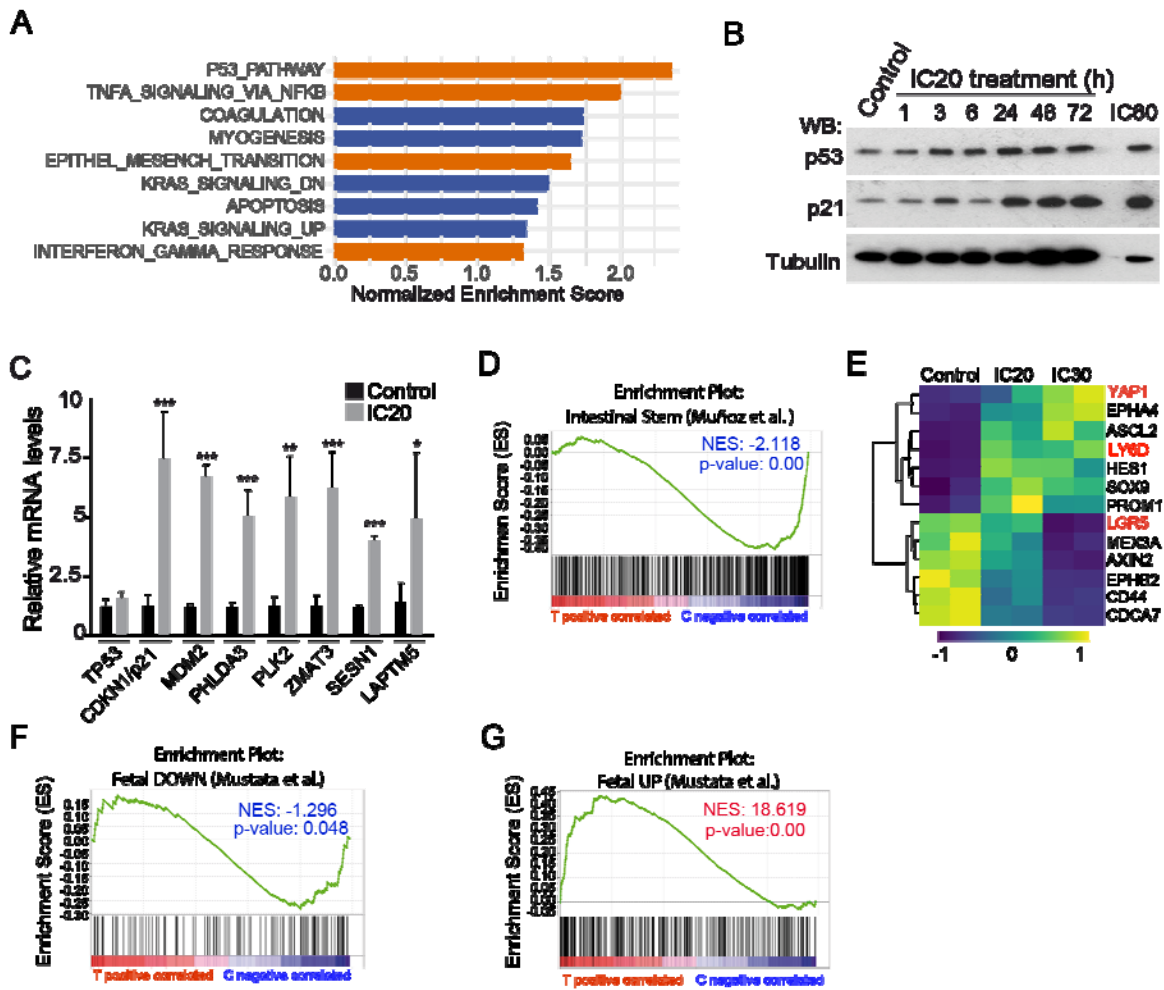 A
P53_PATHWAY
TNFA_SIGNALING_VIA_NFKB
COAGULATION
MYOGENESIS
EPITHEL_MESENCH_TRANSITION
KRAS_SIGNALING_DN
APOPTOSIS
KRAS_SIGNALING_UP
INTERFERON_GAMMA_RESPONSE
0.0 0.5 1.0 1.5 2.0
Normalized Enrichment Score
B
Control
IC20 treatment (h)
WB: 1 3 6 24 48 72 IC60
p53
p21
Tubulin
C
Control
IC20
Relative mRNA levels
10
7.5
5
2.5
0
*** *** *** ** *** *** *
TP53
CDKN1/p21
MDM2
PHLDA3
PLK2
ZMAT3
SESN1
LAPTM5
D
Enrichment Plot:
Intestinal Stem (Muñoz et al.)
NES: -2.118
p-value: 0.00
Enrichmen Score (ES)
T positive correlated C negative correlated
E
Control IC20 IC30
YAP1
EPHA4
ASCL2
LY6D
HES1
SOX9
PROM1
LGR5
MEX3A
AXIN2
EPHB2
CD44
CDCA7
-1 0 1
F
Enrichment Plot:
Fetal DOWN (Mustata et al.)
NES: -1.296
p-value: 0.048
Enrichment Score (ES)
T positive correlated C negative correlated
G
Enrichment Plot:
Fetal UP (Mustata et al.)
NES: 18.619
p-value:0.00
Enrichment Score (ES)
T positive correlated C negative correlated